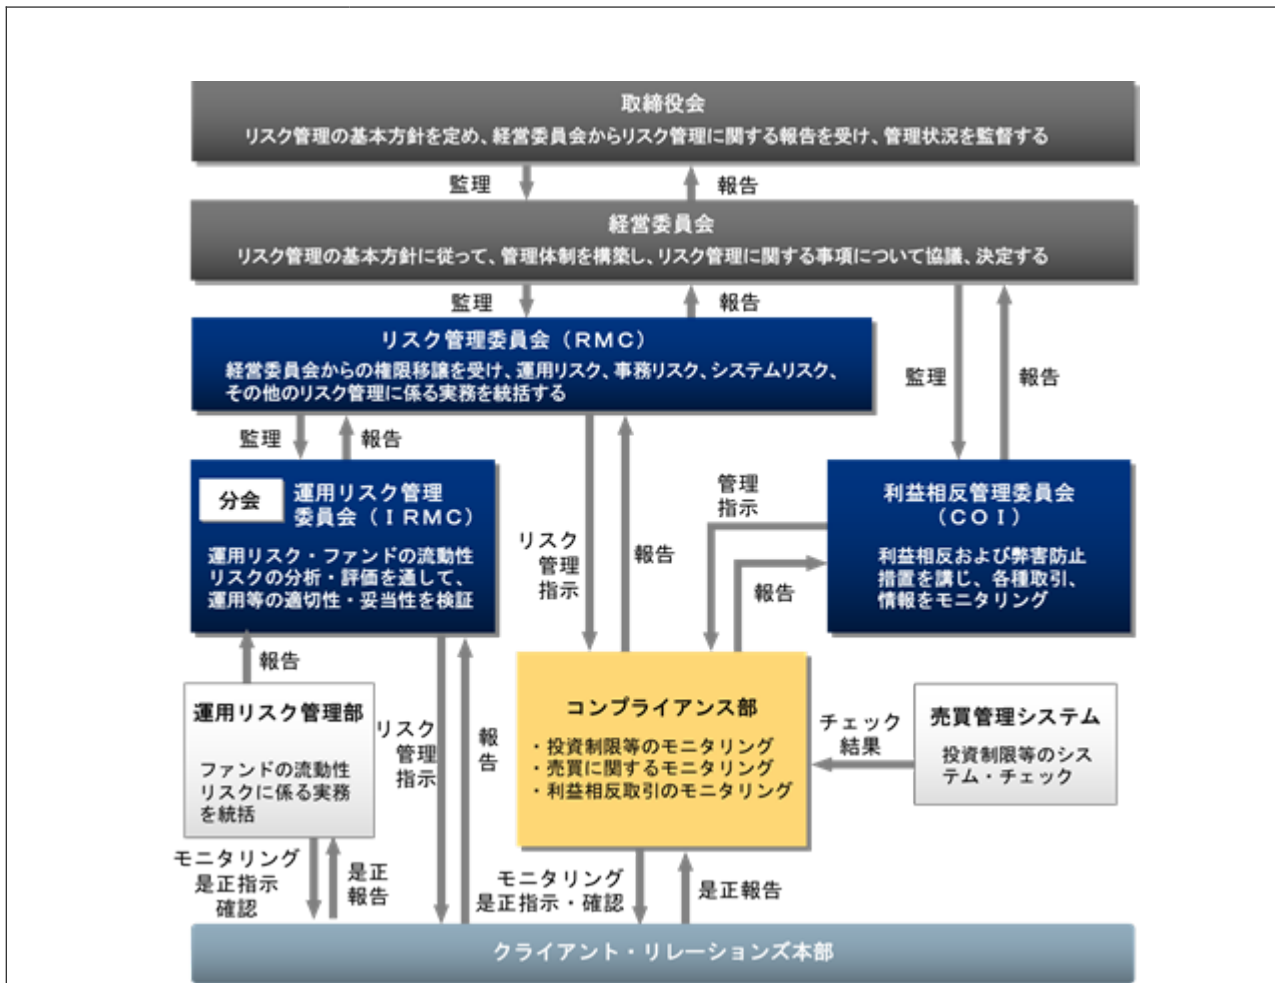 取締役会
リスク管理の基本方針を定め、経営委員会からリスク管理に関する報告を受け、管理状況を監督する
監理
報告
経営委員会
リスク管理の基本方針に従って、管理体制を構築し、リスク管理に関する事項について協議、決定する
監理
報告
リスク管理委員会(RMC)
経営委員会からの権限移譲を受け、運用リスク、事務リスク、システムリスク、
その他のリスク管理に係る実務を統括する
監理
報告
監理
報告
分会
運用リスク管理
委員会(IRMC)
運用リスク・ファンドの流動性
リスクの分析・評価を通して、
運用等の適切性・妥当性を検証
リスク
管理
指示
報告
管理
指示
報告
利益相反管理委員会
(COI)
利益相反および弊害防止
措置を講じ、各種取引、
情報をモニタリング
報告
運用リスク管理部
ファンドの流動性
リスクに係る実務
を統括
リスク
管理
指示
報
告
コンプライアンス部
・投資制限等のモニタリング
・売買に関するモニタリング
・利益相反取引のモニタリング
チェック
結果
売買管理システム
投資制限等のシス
テム・チェック
モニタリング
是正指示
確認
是正
報告
モニタリング
是正指示・確認
是正報告
クライアント・リレーションズ本部